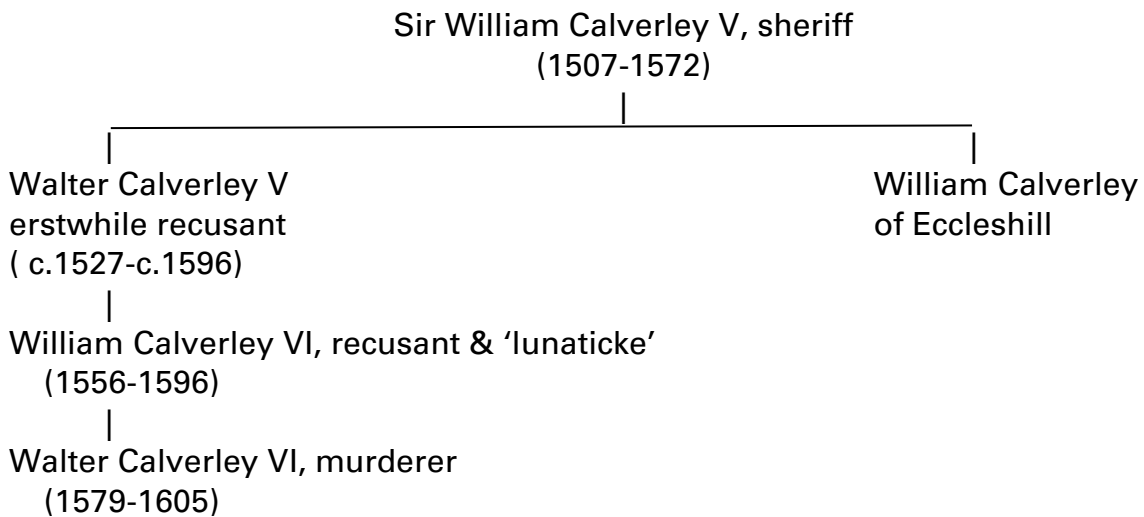 Sir William Calverley V, sheriff
(1507-1572)
Walter Calverley V
erstwhile recusant
( c.1527-c.1596)
William Calverley
of Eccleshill
William Calverley VI, recusant & ‘lunaticke’
(1556-1596)
Walter Calverley VI, murderer
(1579-1605)